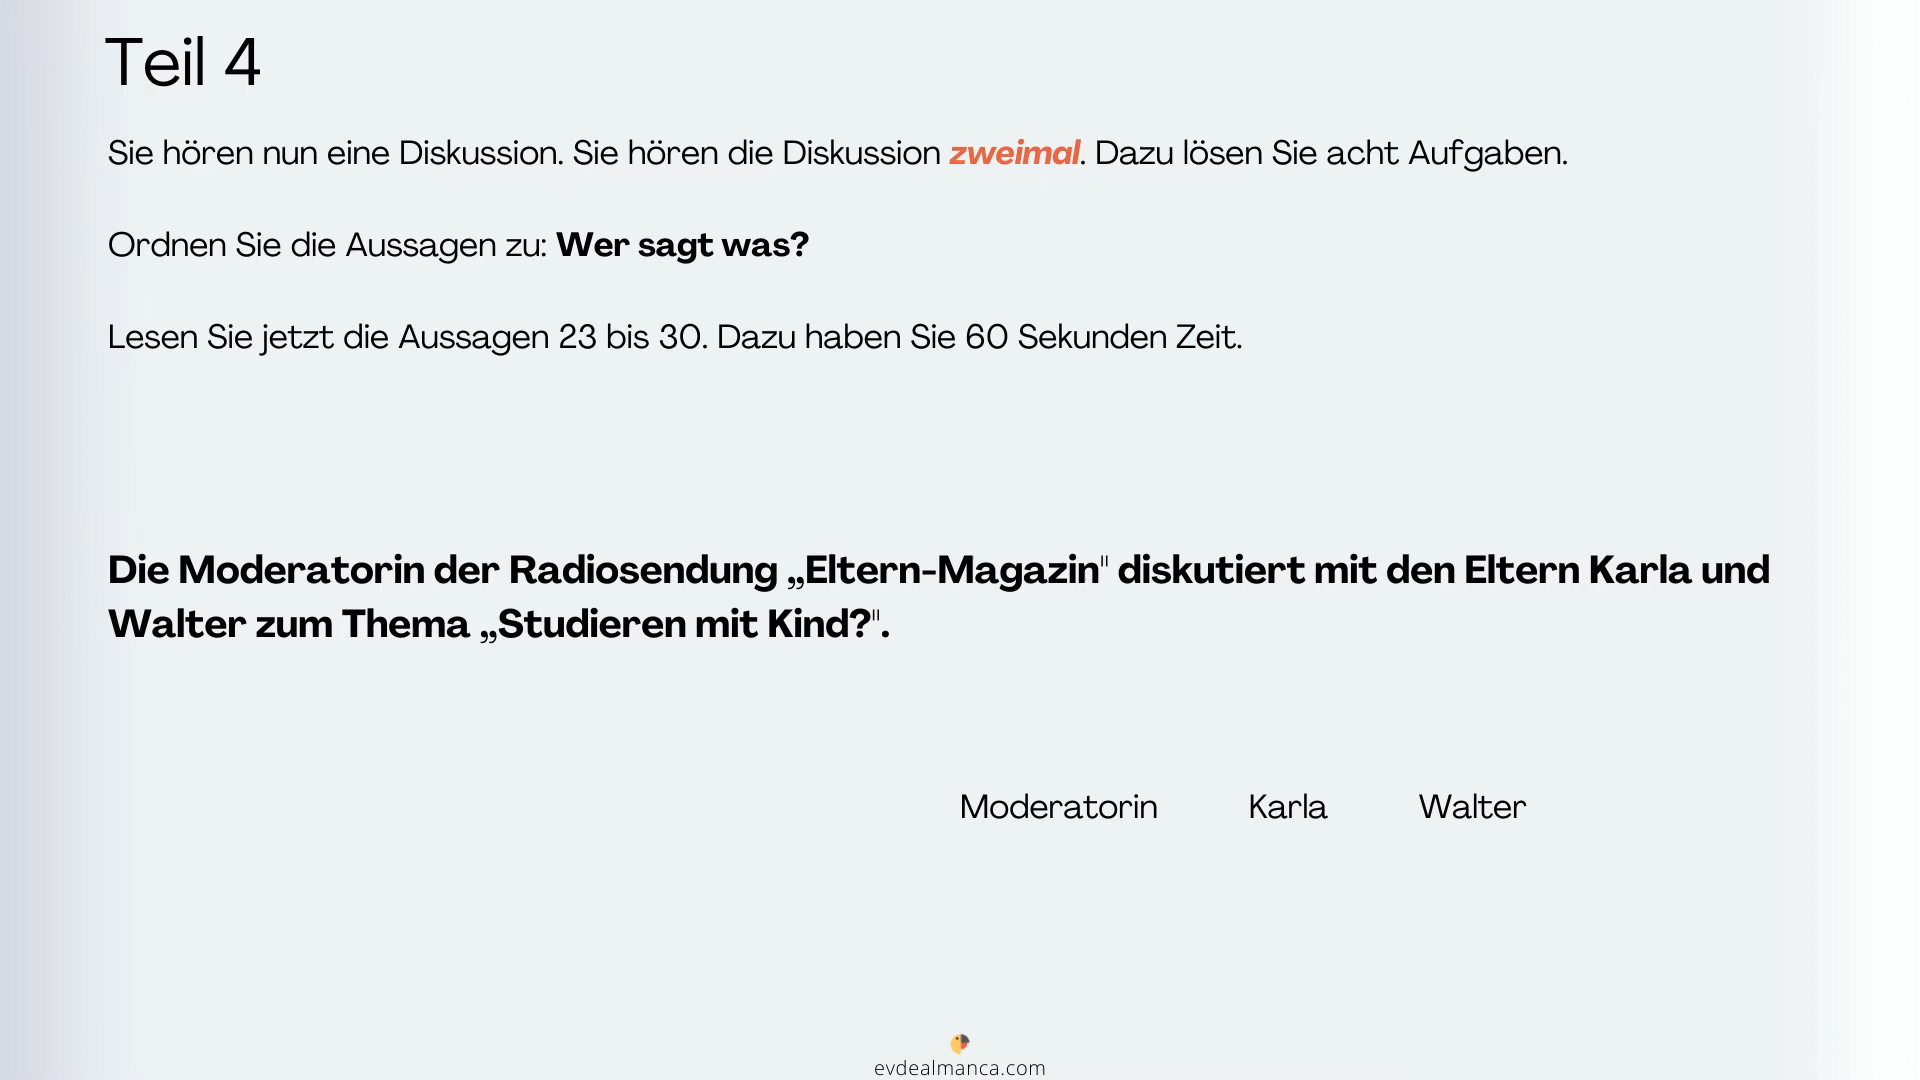 Teil 4
Sie hören nun eine Diskussion. Sie hören die Diskussion zweimal. Dazu lösen Sie acht Aufgaben.
Ordnen Sie die Aussagen zu: Wer sagt was?
Lesen Sie jetzt die Aussagen 23 bis 30. Dazu haben Sie 60 Sekunden Zeit.
Die Moderatorin der Radiosendung „Eltern-Magazin" diskutiert mit den Eltern Karla und
Walter zum Thema „Studieren mit Kind?".
Moderatorin Karla Walter
evdealmanca.com